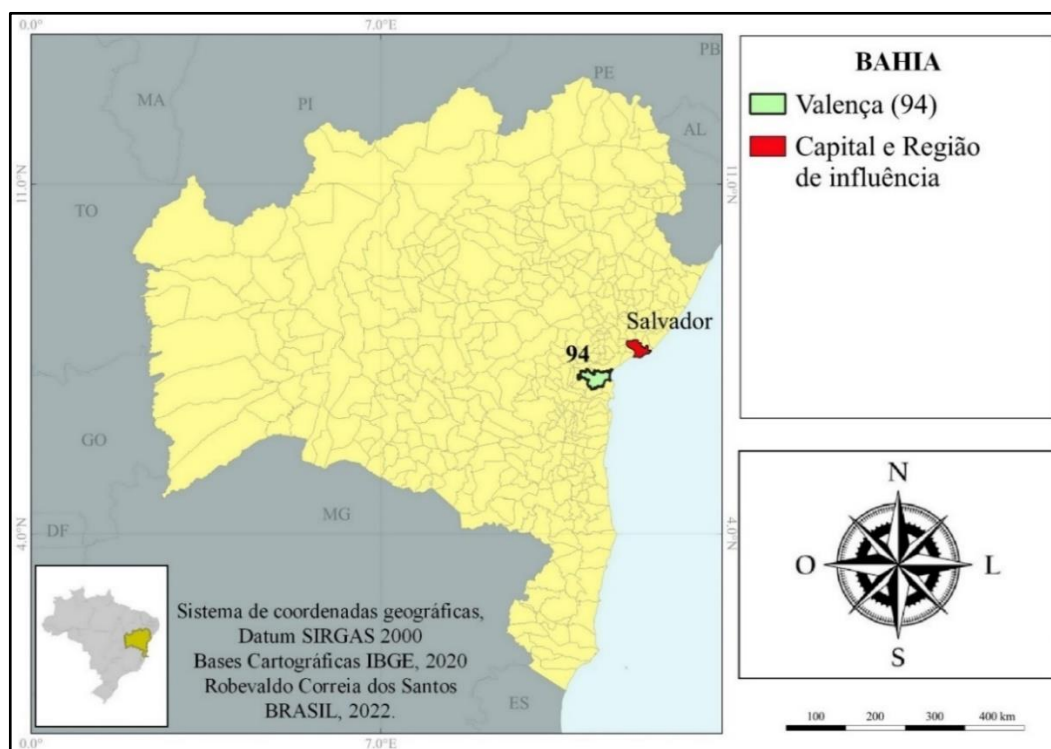 0.0°
7.0°E
11.0°N
11.0°N
4.0°N
4.0°N
0.0°
7.0°E
MA
PI
PE
PB
AL
TO
GO
DF
MG
ES
Salvador
94
Sistema de coordenadas geográficas,
Datum SIRGAS 2000
Bases Cartográficas IBGE, 2020
Robevaldo Correia dos Santos
BRASIL, 2022.
BAHIA
Valença (94)
Capital e Região
de influência
N
O
L
S
100 200 300 400 km